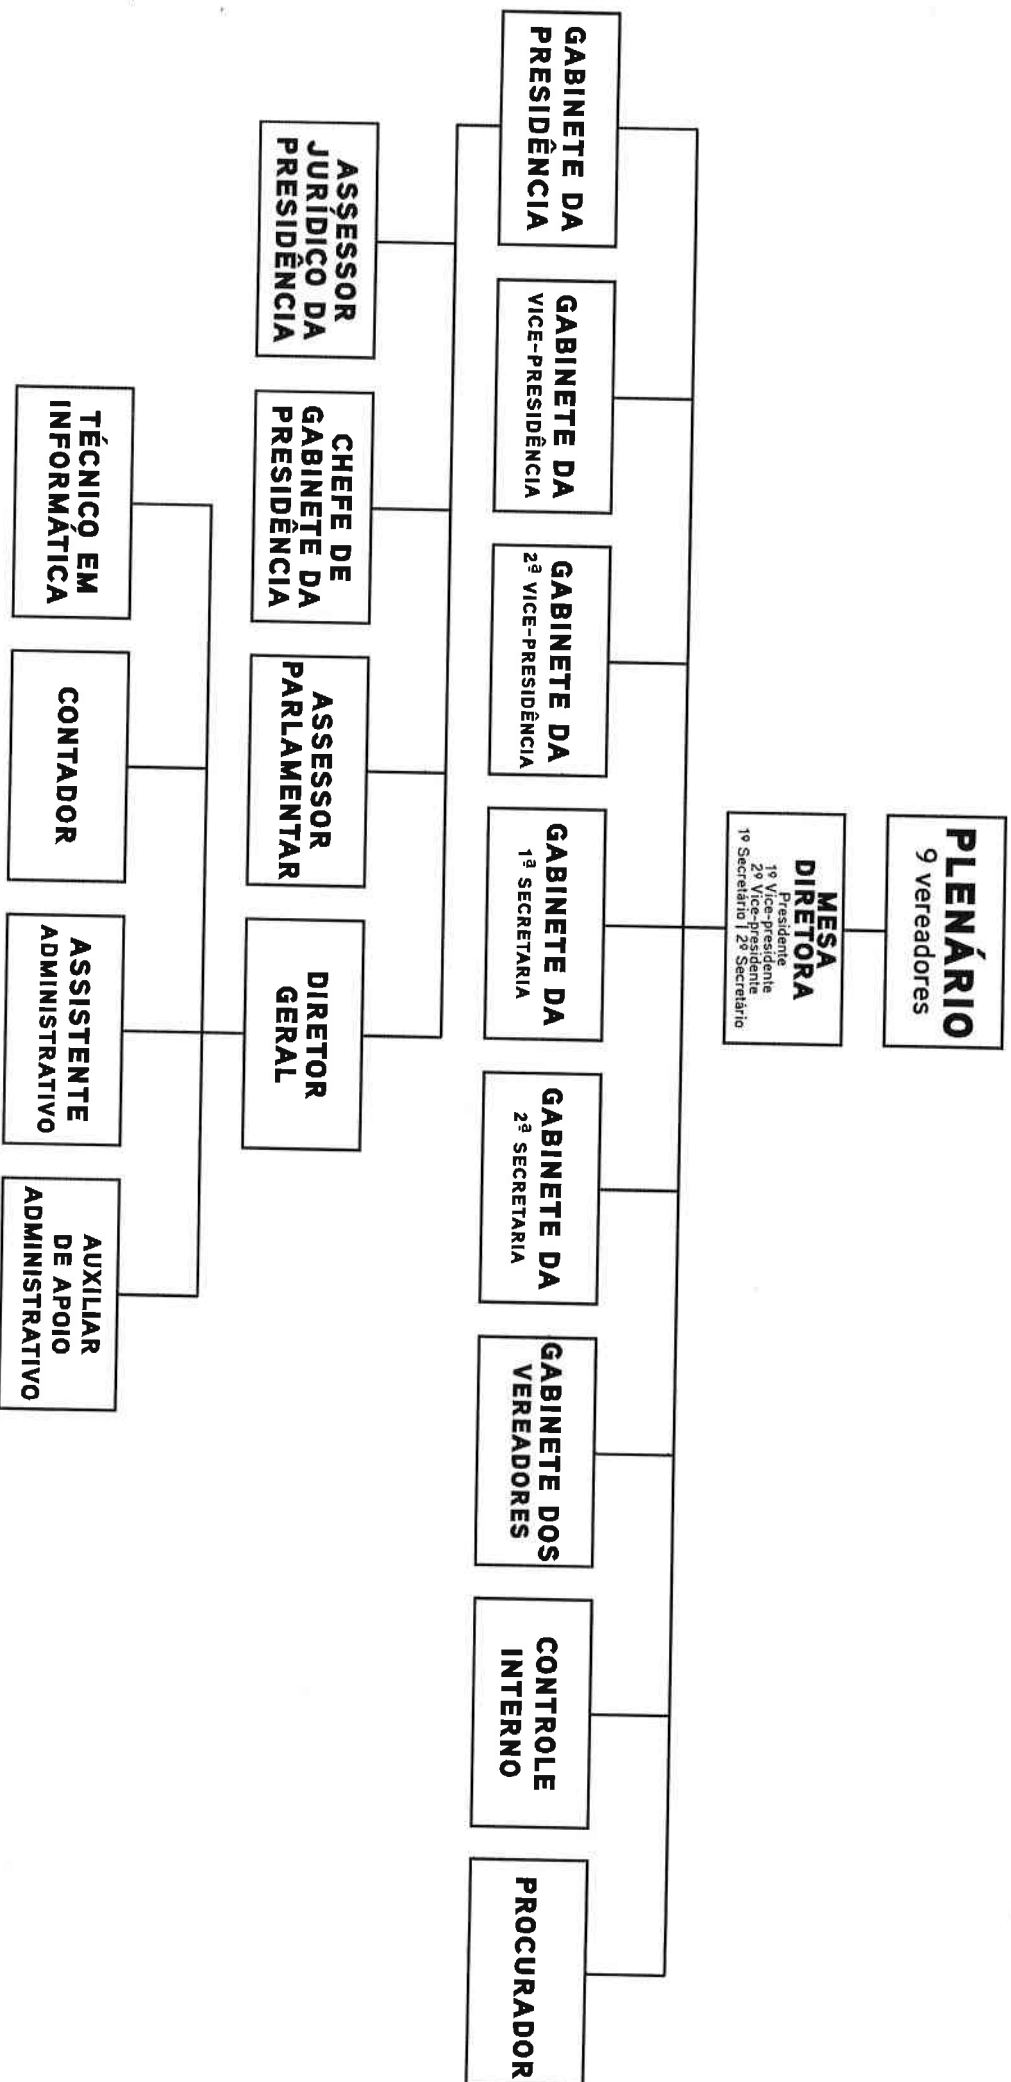 PLENÁRIO
9 vereadores
MESA
DIRETORA
Presidente
1º Vice-presidente
2º Vice-presidente
1º Secretário | 2º Secretário
GABINETE DA
PRESIDÊNCIA
GABINETE DA
VICE-PRESIDÊNCIA
GABINETE DA
2ª VICE-PRESIDÊNCIA
GABINETE DA
1ª SECRETARIA
GABINETE DA
2ª SECRETARIA
GABINETE DOS
VEREADORES
CONTROLE
INTERNO
PROCURADOR
ASSESSOR
JURÍDICO DA
PRESIDÊNCIA
CHEFE DE
GABINETE DA
PRESIDÊNCIA
ASSESSOR
PARLAMENTAR
DIRETOR
GERAL
TÉCNICO EM
INFORMÁTICA
CONTADOR
ASSISTENTE
ADMINISTRATIVO
AUXILIAR
DE APOIO
ADMINISTRATIVO